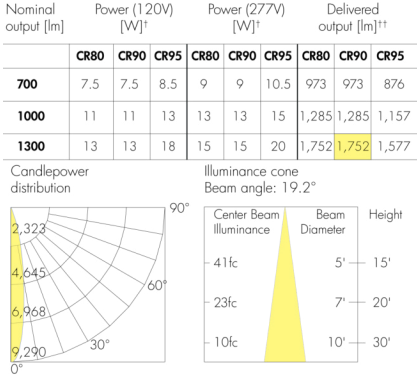 Nominal output [lm] Power (120V) [W]† Power (277V) [W]† Delivered output [lm]††
CR80 CR90 CR95 CR80 CR90 CR95 CR80 CR90 CR95
700 7.5 7.5 8.5 9 9 10.5 973 973 876
1000 11 11 13 13 13 15 1,285 1,285 1,157
1300 13 13 18 15 15 20 1,752 1,752 1,577
Candlepower
distribution
90°
2,323
4,645
60°
6,968
30°
9,290
0°
Illuminance cone
Beam angle: 19.2°
Center Beam Illuminance Beam Diameter Height
41fc 5' 15'
23fc 7' 20'
10fc 10' 30'